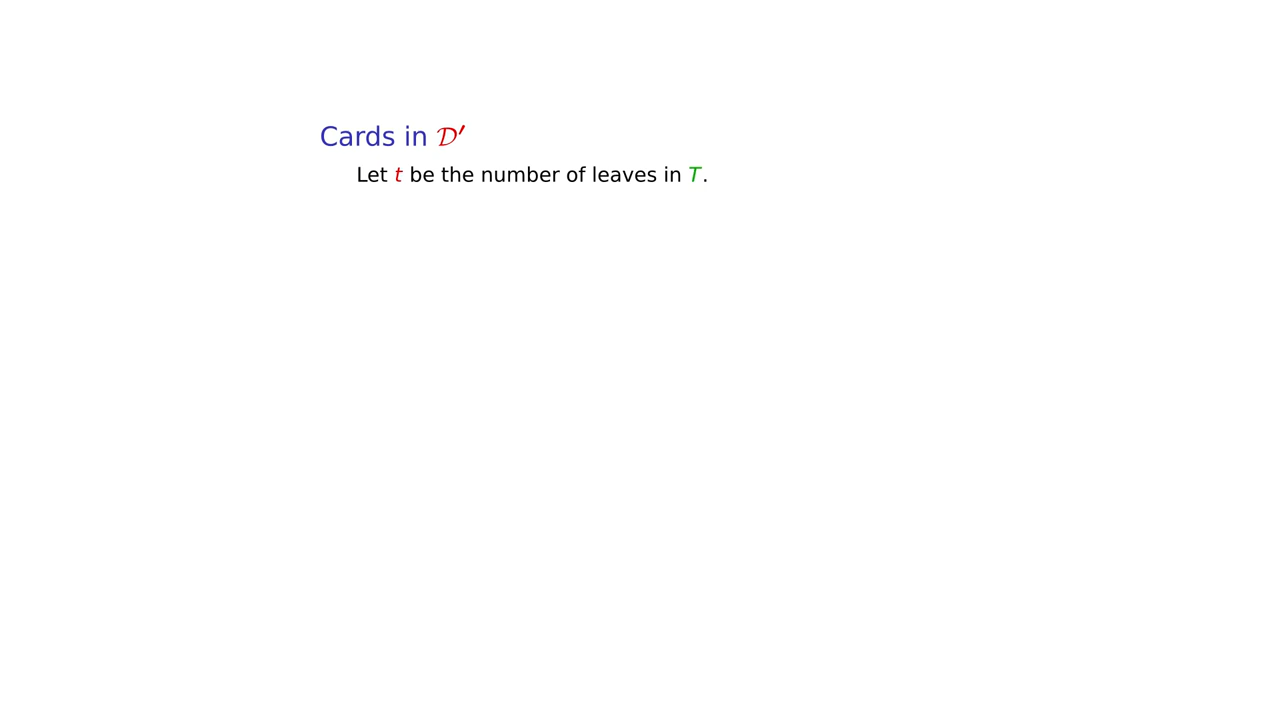 Cards in 𝒟′
Let t be the number of leaves in T.